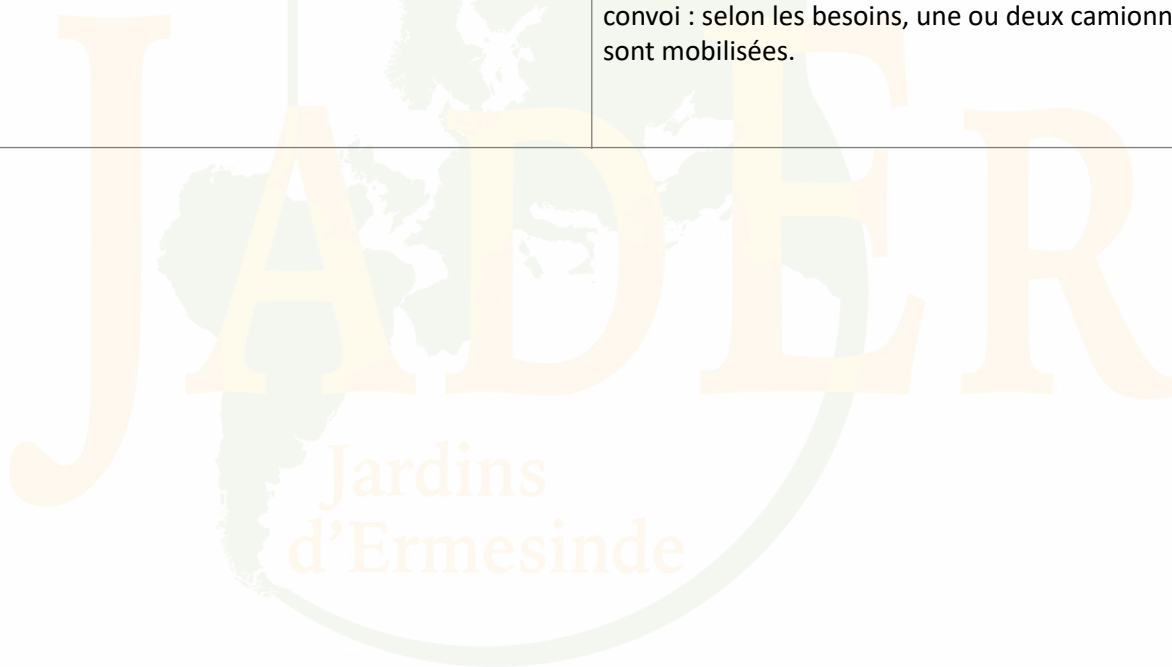 convoi : selon les besoins, une ou deux camionn
sont mobilisées.
JADER
Jardins
d'Ermesinde